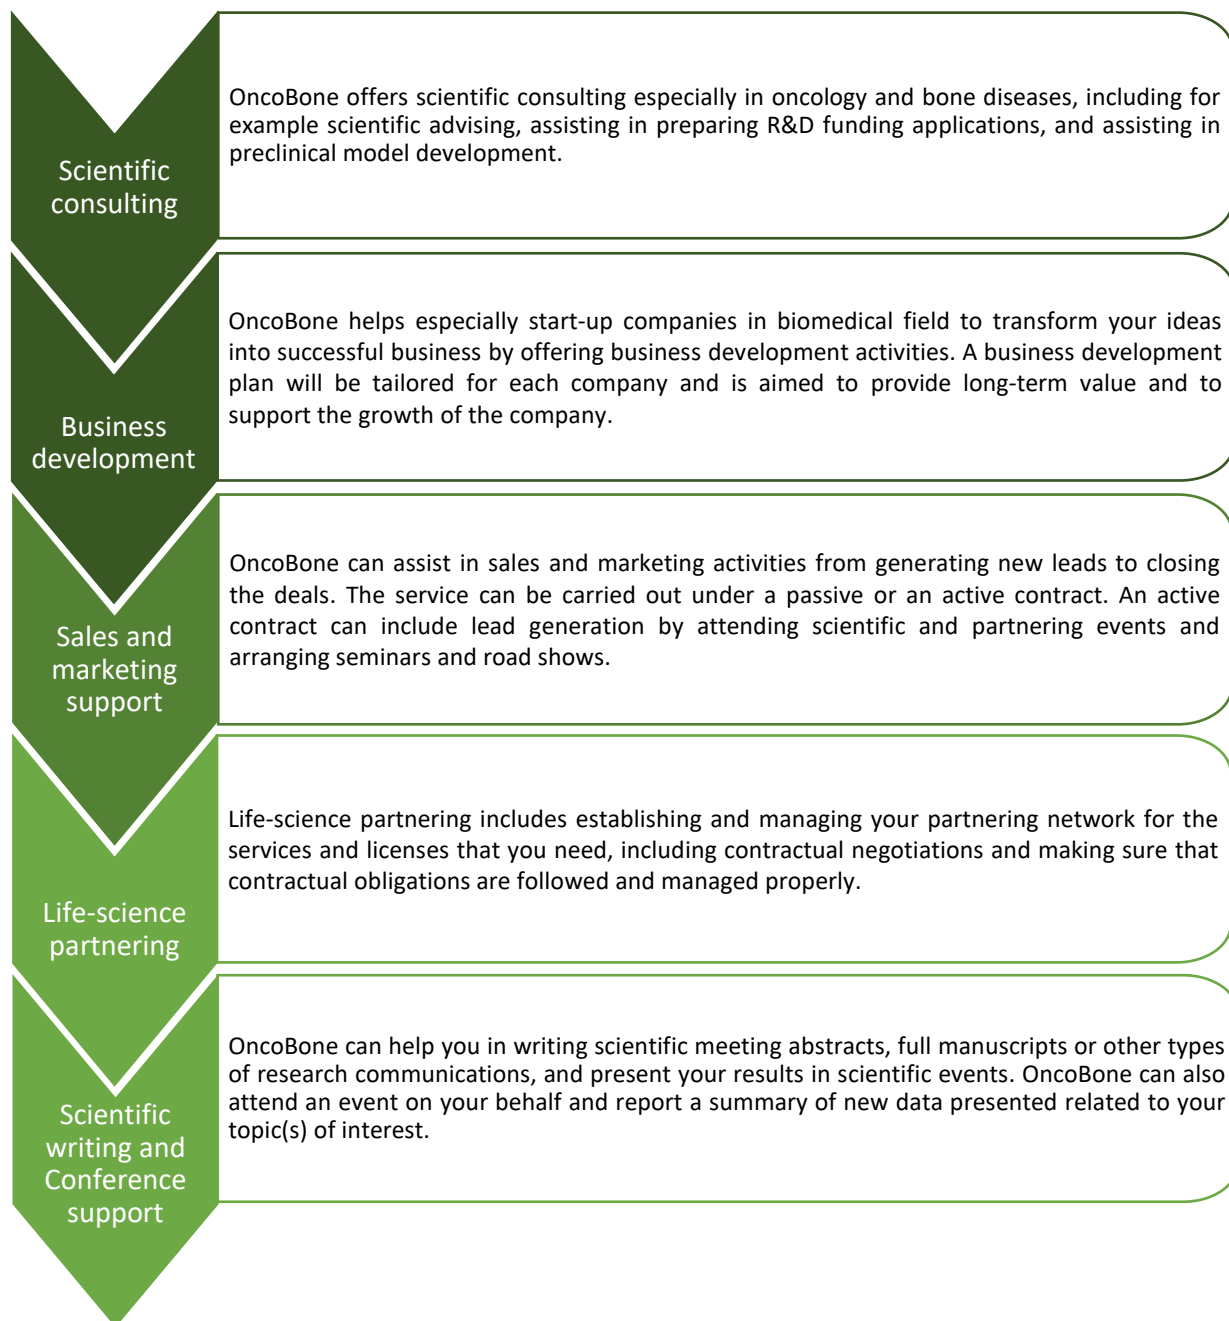 Scientific
consulting
OncoBone offers scientific consulting especially in oncology and bone diseases, including for
example scientific advising, assisting in preparing R&D funding applications, and assisting in
preclinical model development.
Business
development
OncoBone helps especially start-up companies in biomedical field to transform your ideas
into successful business by offering business development activities. A business development
plan will be tailored for each company and is aimed to provide long-term value and to
support the growth of the company.
Sales and
marketing
support
OncoBone can assist in sales and marketing activities from generating new leads to closing
the deals. The service can be carried out under a passive or an active contract. An active
contract can include lead generation by attending scientific and partnering events and
arranging seminars and road shows.
Life-science
partnering
Life-science partnering includes establishing and managing your partnering network for the
services and licenses that you need, including contractual negotiations and making sure that
contractual obligations are followed and managed properly.
Scientific
writing and
Conference
support
OncoBone can help you in writing scientific meeting abstracts, full manuscripts or other types
of research communications, and present your results in scientific events. OncoBone can also
attend an event on your behalf and report a summary of new data presented related to your
topic(s) of interest.